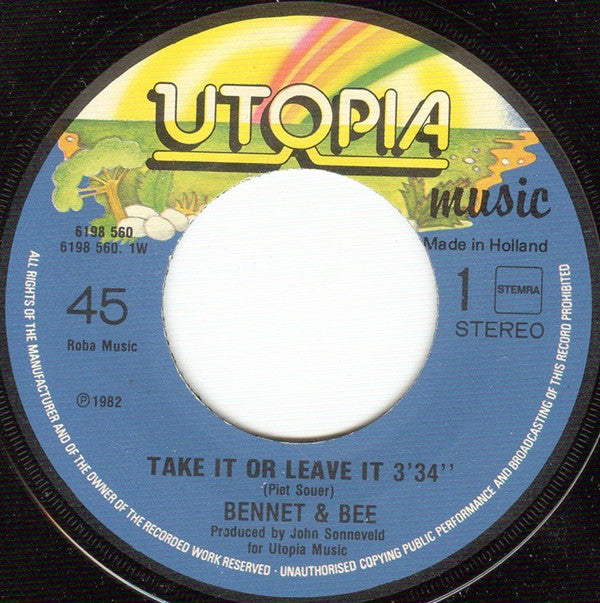 UTOPIA
music
6198 560
6198 560. 1W
Made in Holland
45
1
STEMRA
STEREO
Roba Music
℗ 1982
TAKE IT OR LEAVE IT 3'34''
(Piet Souer)
BENNET & BEE
Produced by John Sonneveld
for Utopia Music
ALL RIGHTS OF THE MANUFACTURER AND OF THE OWNER OF THE RECORDED WORK RESERVED · UNAUTHORISED COPYING PUBLIC PERFORMANCE AND BROADCASTING OF THIS RECORD PROHIBITED